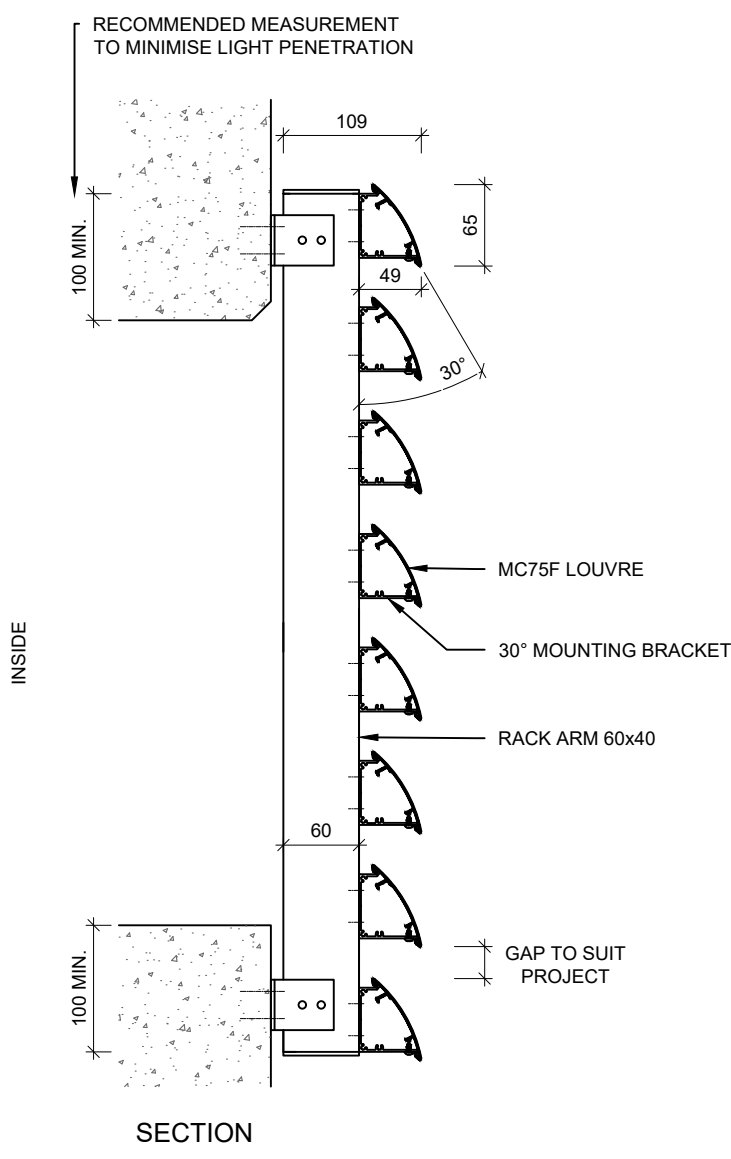 RECOMMENDED MEASUREMENT
TO MINIMISE LIGHT PENETRATION
109
100 MIN.
65
49
30°
MC75F LOUVRE
INSIDE
30° MOUNTING BRACKET
RACK ARM 60x40
60
100 MIN.
GAP TO SUIT
PROJECT
SECTION